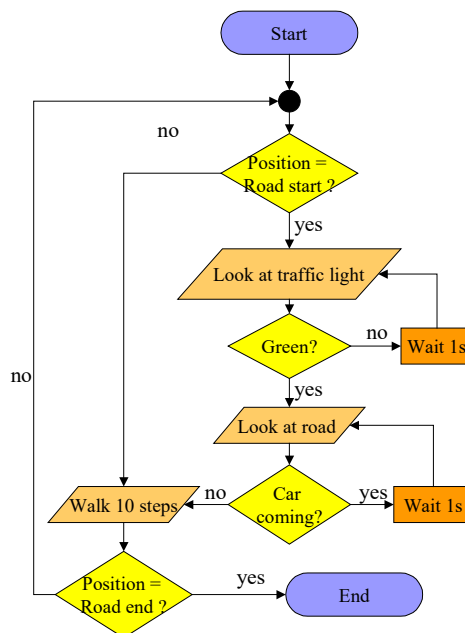 Start
no
Position =
Road start ?
yes
Look at traffic light
Green?
no
Wait 1s
no
yes
Look at road
Car
coming?
no
yes
Walk 10 steps
Wait 1s
Position =
Road end ?
yes
End